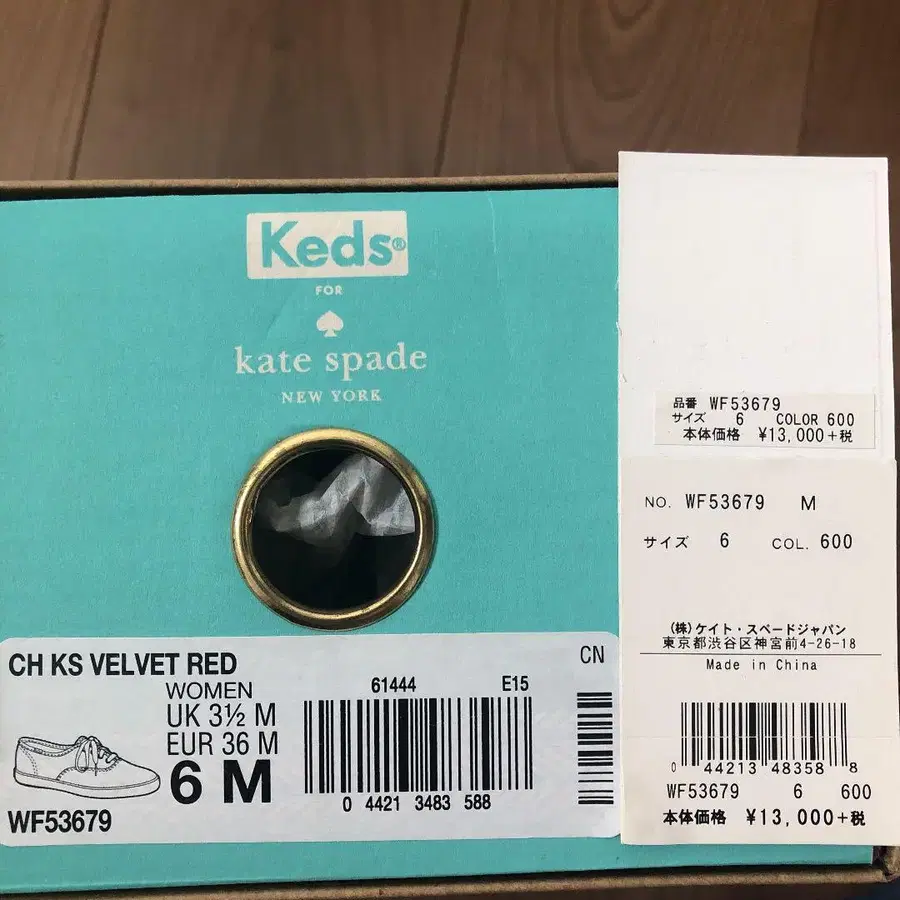 Keds®
FOR
kate spade
NEW YORK
CH KS VELVET RED
CN
WOMEN
UK 3½ M
EUR 36 M
6 M
WF53679
61444 E15
0 4421 3483 588
品番 WF53679
サイズ 6 COLOR 600
本体価格 ¥13,000+税
NO. WF53679 M
サイズ 6 COL. 600
(株)ケイト・スペードジャパン
東京都渋谷区神宮前4-26-18
Made in China
0 44213 48358 8
WF53679 6 600
本体価格 ¥13,000+税